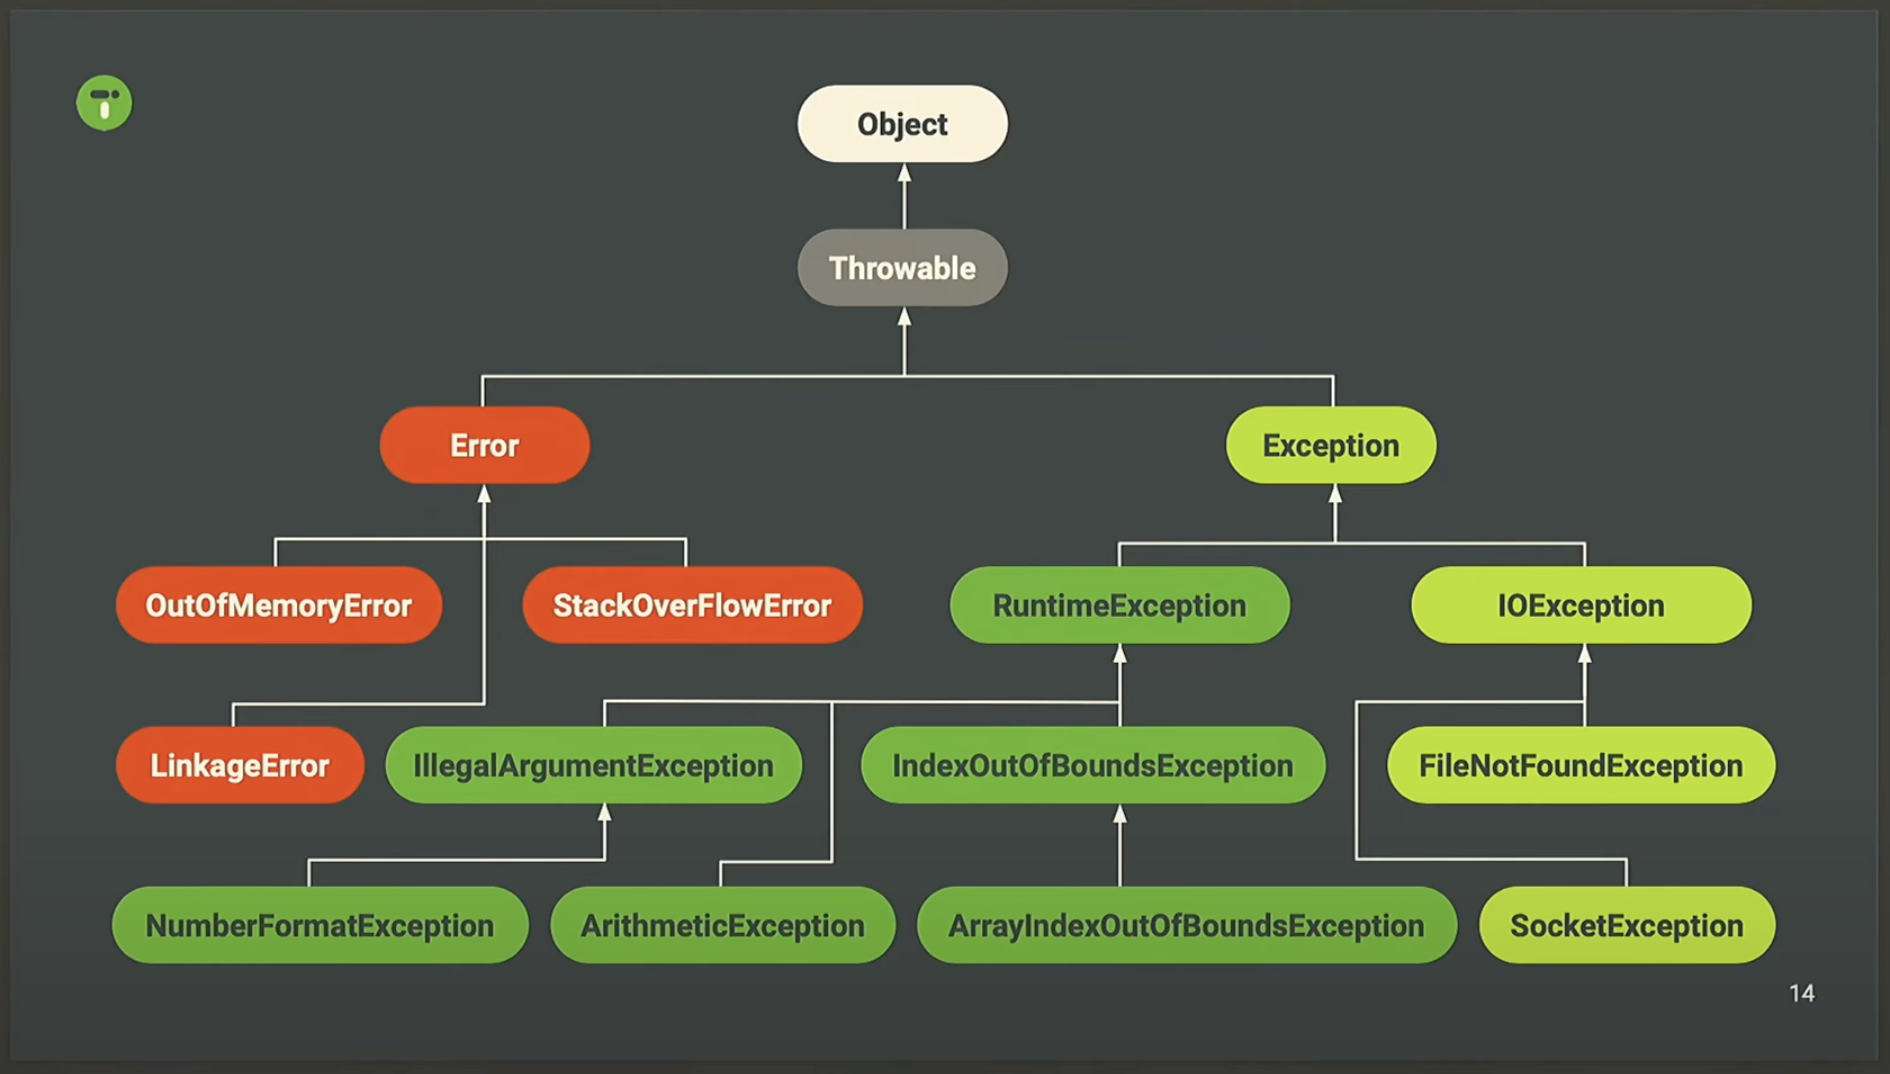 Object
Throwable
Error
Exception
OutOfMemoryError
StackOverFlowError
RuntimeException
IOException
LinkageError
IllegalArgumentException
IndexOutOfBoundsException
FileNotFoundException
NumberFormatException
ArithmeticException
ArrayIndexOutOfBoundsException
SocketException
14